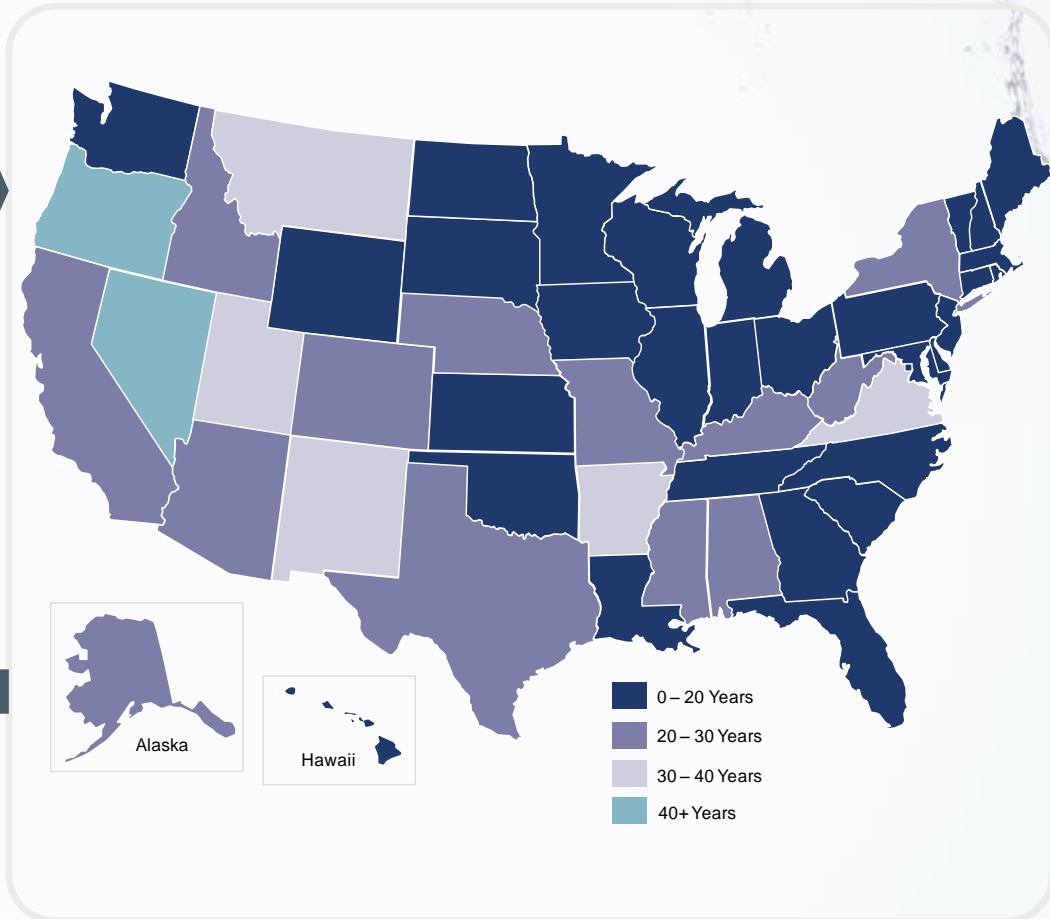 Alaska
Hawaii
0 – 20 Years
20 – 30 Years
30 – 40 Years
40+ Years